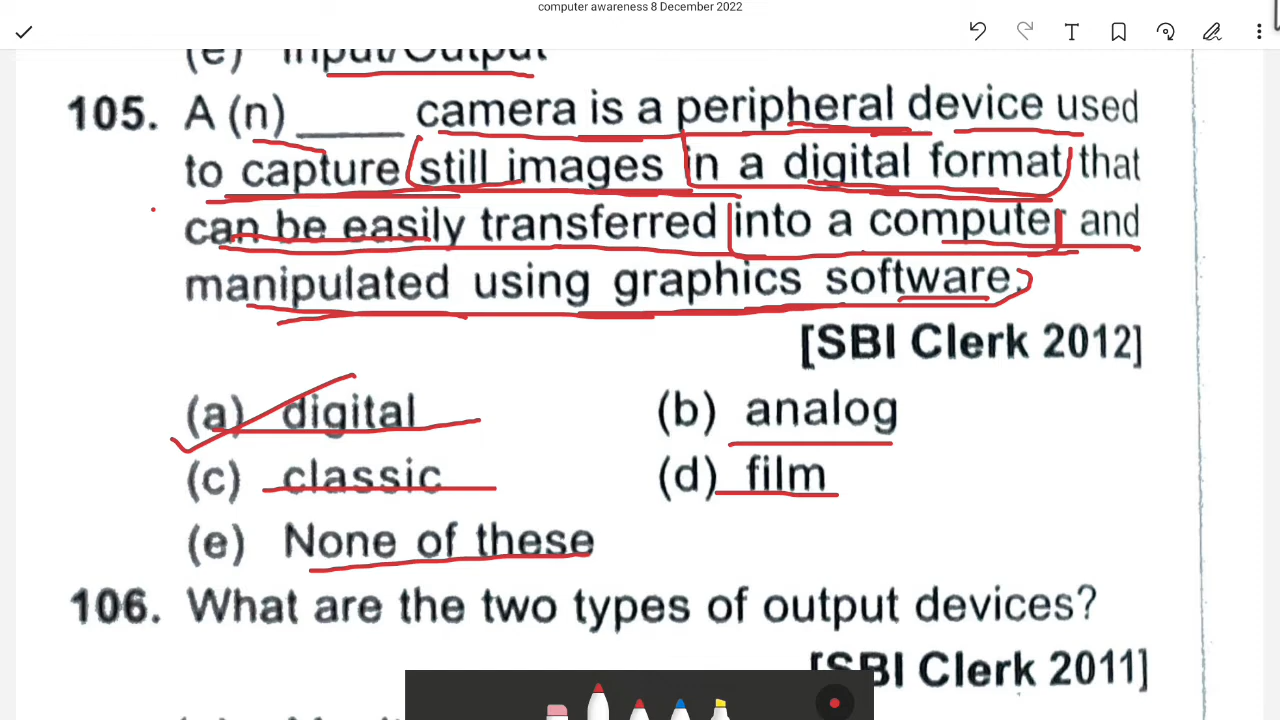 computer awareness 8 December 2022
(e) Input/Output
105. A (n) _____ camera is a peripheral device used
to capture still images in a digital format that
can be easily transferred into a computer and
manipulated using graphics software.
[SBI Clerk 2012]
(a) digital (b) analog
(c) classic (d) film
(e) None of these
106. What are the two types of output devices?
[SBI Clerk 2011]